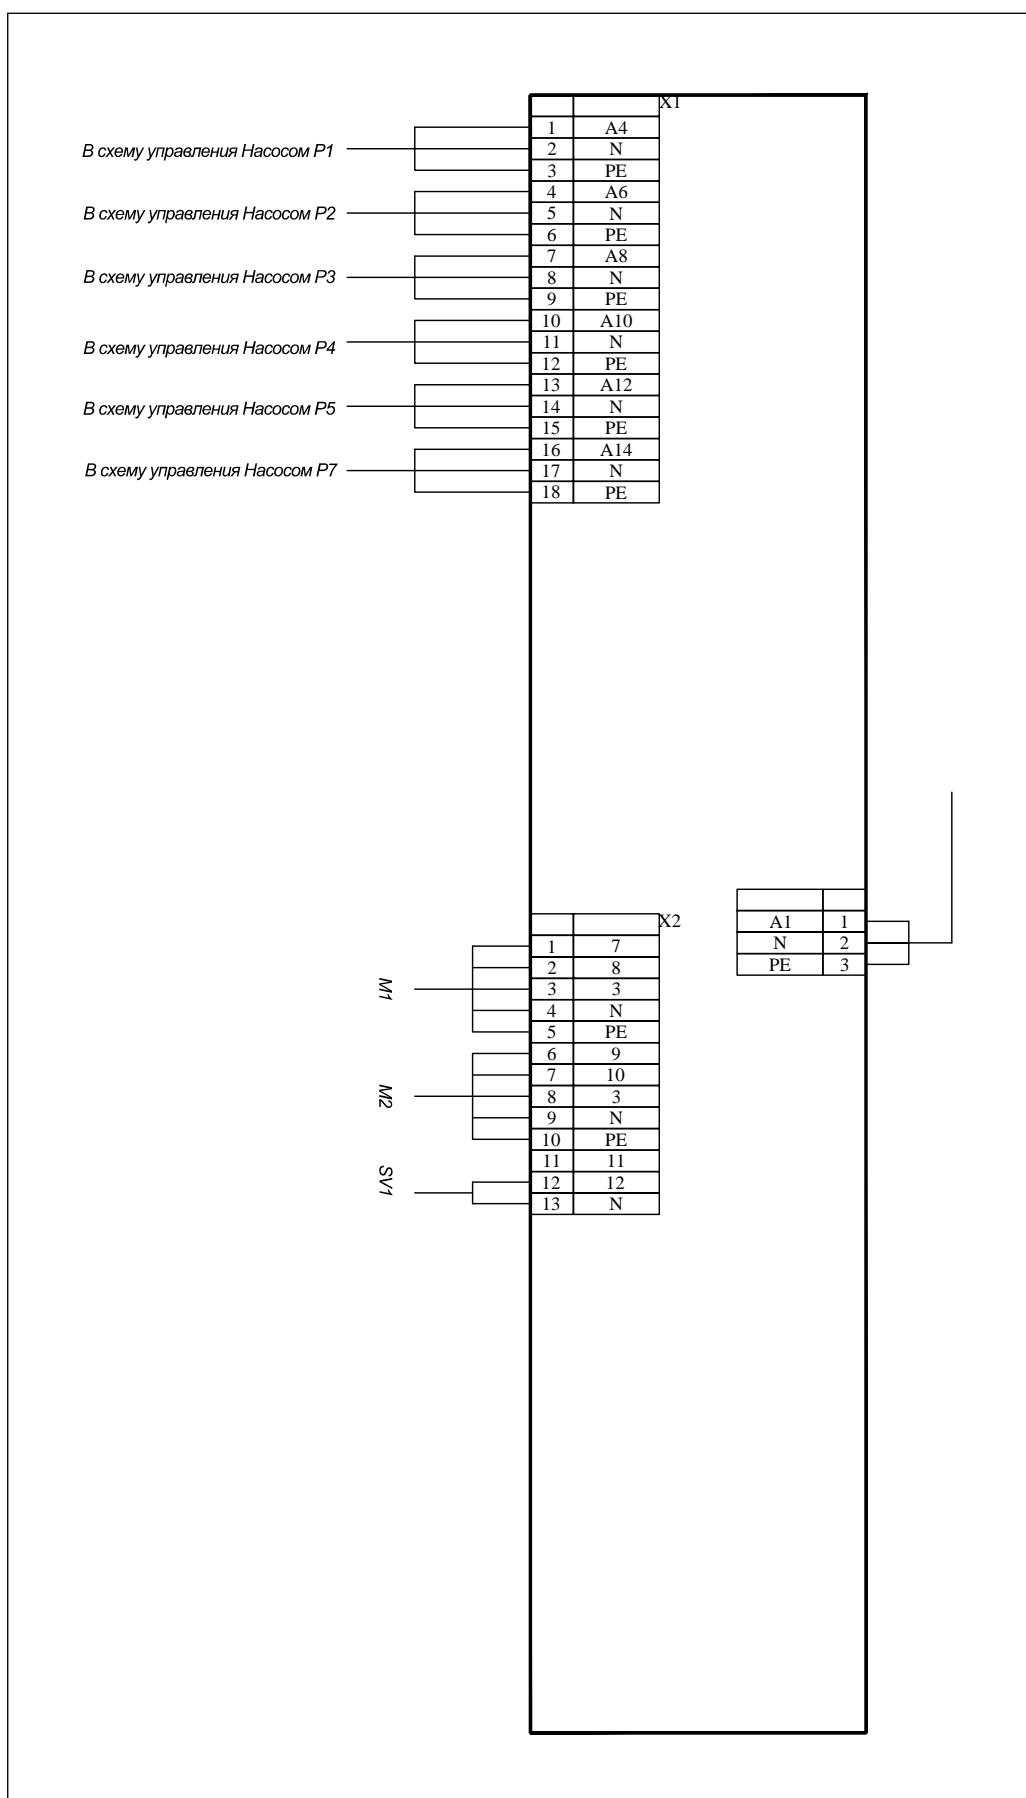 X1
1 A4
В схему управления Насосом P1 2 N
3 PE
4 A6
В схему управления Насосом P2 5 N
6 PE
7 A8
В схему управления Насосом P3 8 N
9 PE
10 A10
В схему управления Насосом P4 11 N
12 PE
13 A12
В схему управления Насосом P5 14 N
15 PE
16 A14
В схему управления Насосом P7 17 N
18 PE
A1 1
N 2
PE 3
X2
1 7
2 8
M1 3 3
4 N
5 PE
6 9
7 10
M2 8 3
9 N
10 PE
11 11
SV1 12 12
13 N